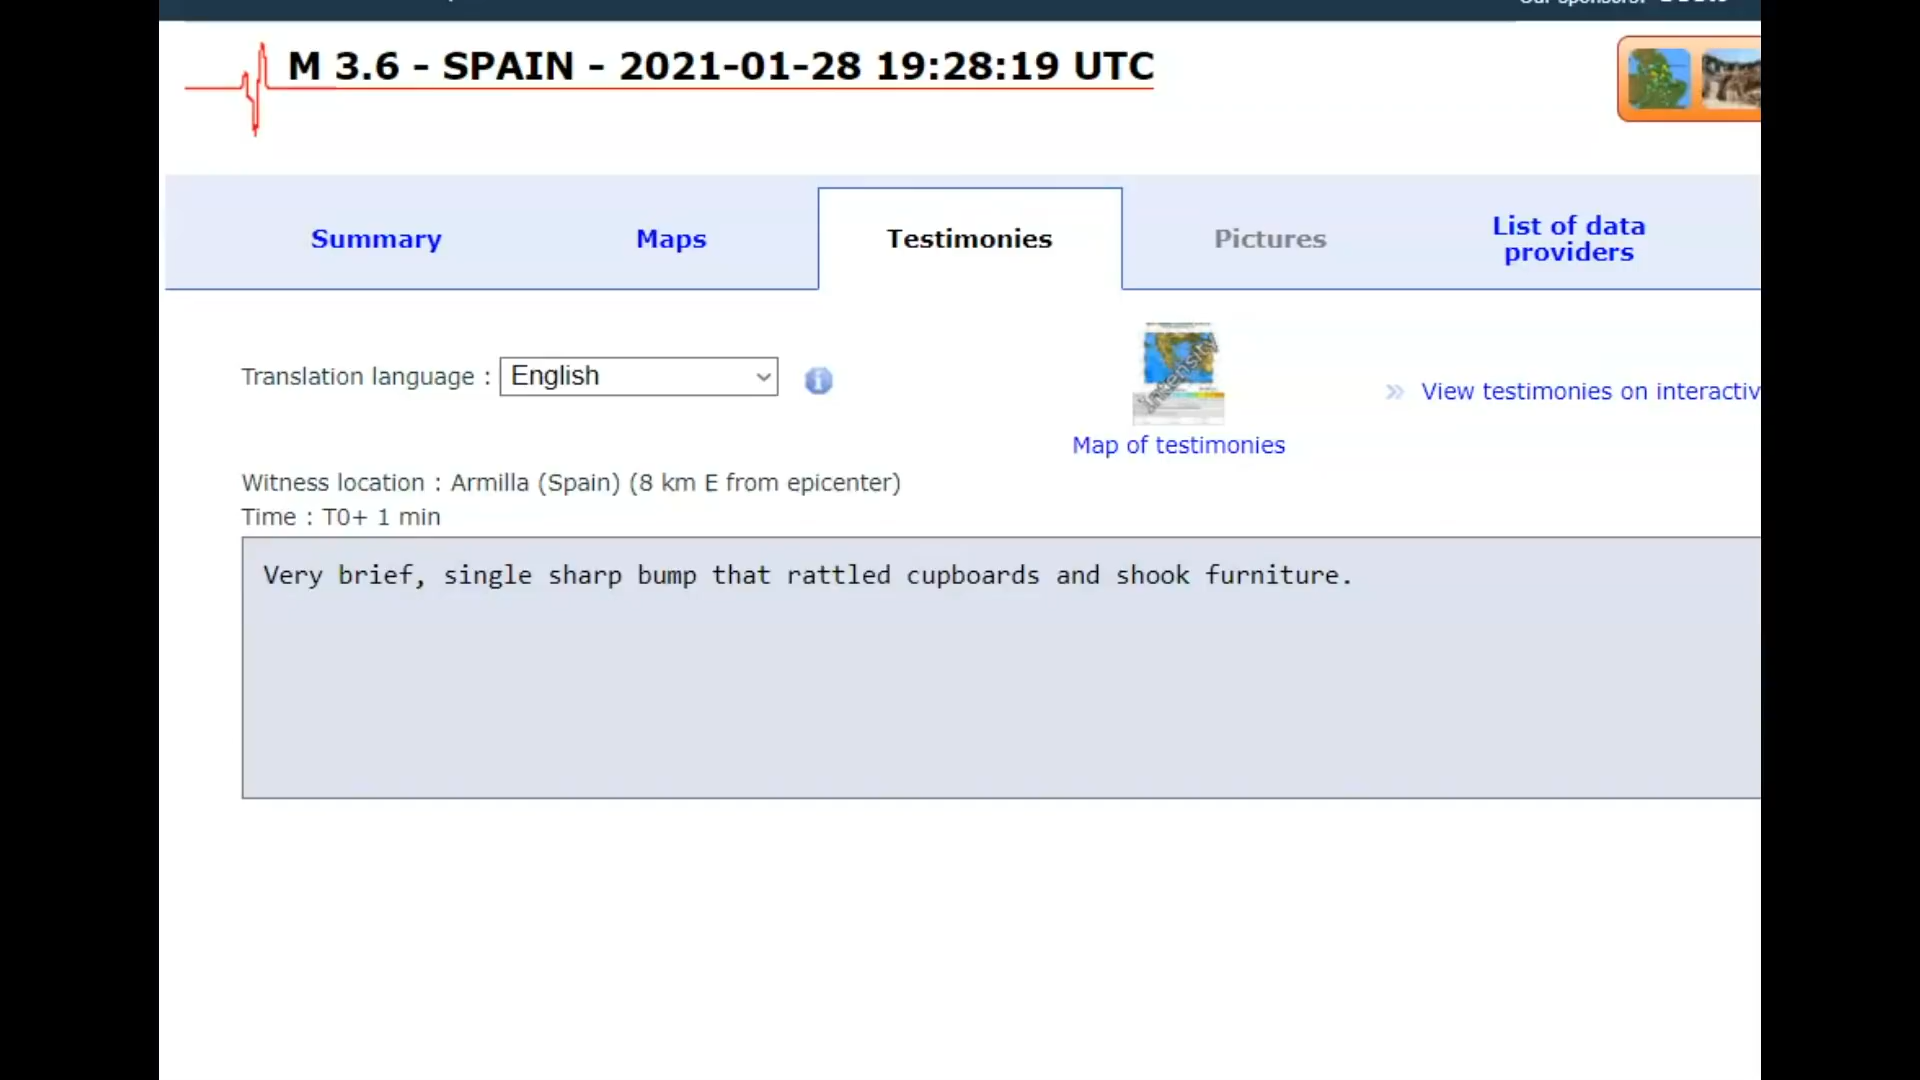 M 3.6 - SPAIN - 2021-01-28 19:28:19 UTC
Summary
Maps
Testimonies
Pictures
List of data
providers
Translation language : English
Intensity
Map of testimonies
» View testimonies on interactiv
Witness location : Armilla (Spain) (8 km E from epicenter)
Time : T0+ 1 min
Very brief, single sharp bump that rattled cupboards and shook furniture.